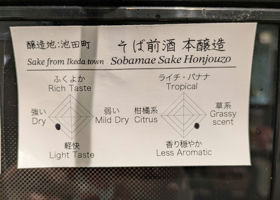 醸造地:池田町
そば前酒 本醸造
Sake from Ikeda town
Sobamae Sake Honjouzo
ふくよか
Rich Taste
強い
Dry
弱い
Mild Dry
軽快
Light Taste
ライチ・バナナ
Tropical
柑橘系
Citrus
草系
Grassy
scent
香り穏やか
Less Aromatic